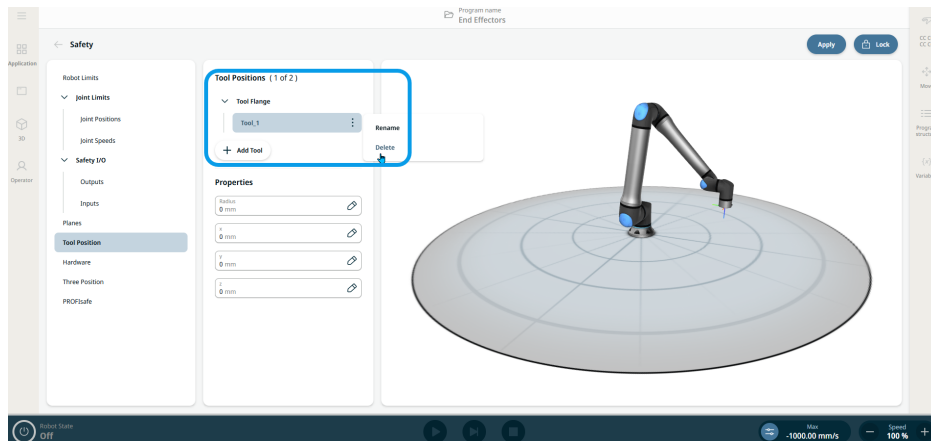 Program name
End Effectors
Safety
Apply
Lock
Application
3D
Operator
Robot Limits
Joint Limits
Joint Positions
Joint Speeds
Safety I/O
Outputs
Inputs
Planes
Tool Position
Hardware
Three Position
PROFIsafe
Tool Positions ( 1 of 2 )
Tool Flange
Tool_1
Add Tool
Rename
Delete
Properties
Radius
0 mm
X
0 mm
Y
0 mm
Z
0 mm
Robot State
Off
Max
-1000.00 mm/s
Speed
100 %